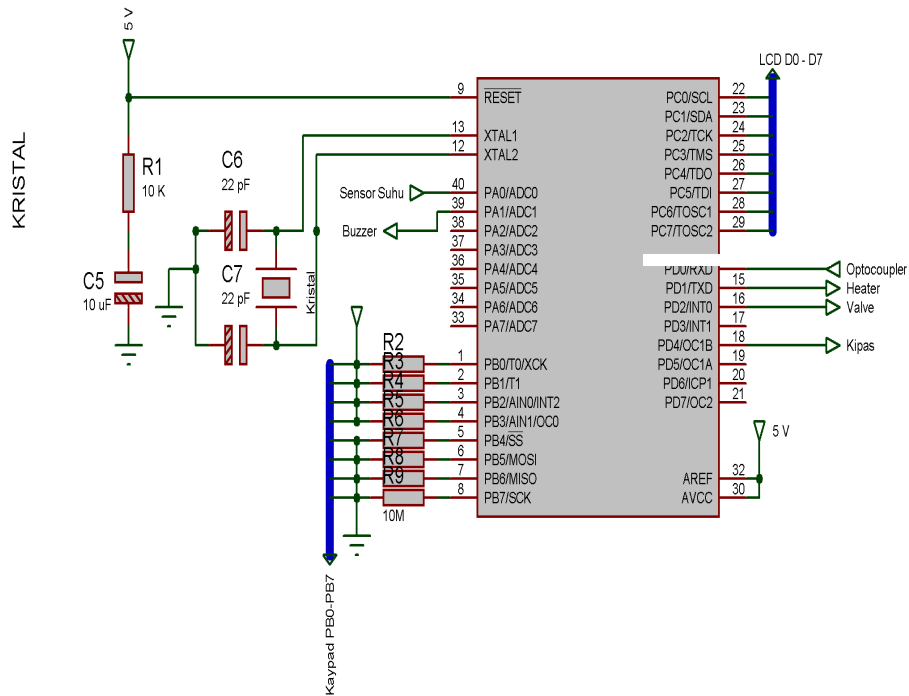 5 V
LCD D0 - D7
KRISTAL
R1
10 K
C5
10 uF
C6
22 pF
C7
22 pF
Kristal
Sensor Suhu
Buzzer
9 RESET
13 XTAL1
12 XTAL2
40 PA0/ADC0
39 PA1/ADC1
38 PA2/ADC2
37 PA3/ADC3
36 PA4/ADC4
35 PA5/ADC5
34 PA6/ADC6
33 PA7/ADC7
R2
R3
R4
R5
R6
R7
R8
R9
10M
1 PB0/T0/XCK
2 PB1/T1
3 PB2/AIN0/INT2
4 PB3/AIN1/OC0
5 PB4/SS
6 PB5/MOSI
7 PB6/MISO
8 PB7/SCK
PC0/SCL 22
PC1/SDA 23
PC2/TCK 24
PC3/TMS 25
PC4/TDO 26
PC5/TDI 27
PC6/TOSC1 28
PC7/TOSC2 29
PD0/RXD Optocoupler
PD1/TXD 15 Heater
PD2/INT0 16 Valve
PD3/INT1 17
PD4/OC1B 18 Kipas
PD5/OC1A 19
PD6/ICP1 20
PD7/OC2 21
5 V
AREF 32
AVCC 30
Kaypad PB0-PB7